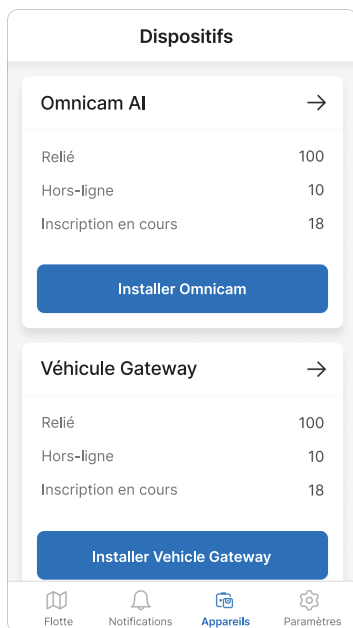 Dispositifs
Omnicam AI
Relié 100
Hors-ligne 10
Inscription en cours 18
Installer Omnicam
Véhicule Gateway
Relié 100
Hors-ligne 10
Inscription en cours 18
Installer Vehicle Gateway
Flotte Notifications Appareils Paramètres